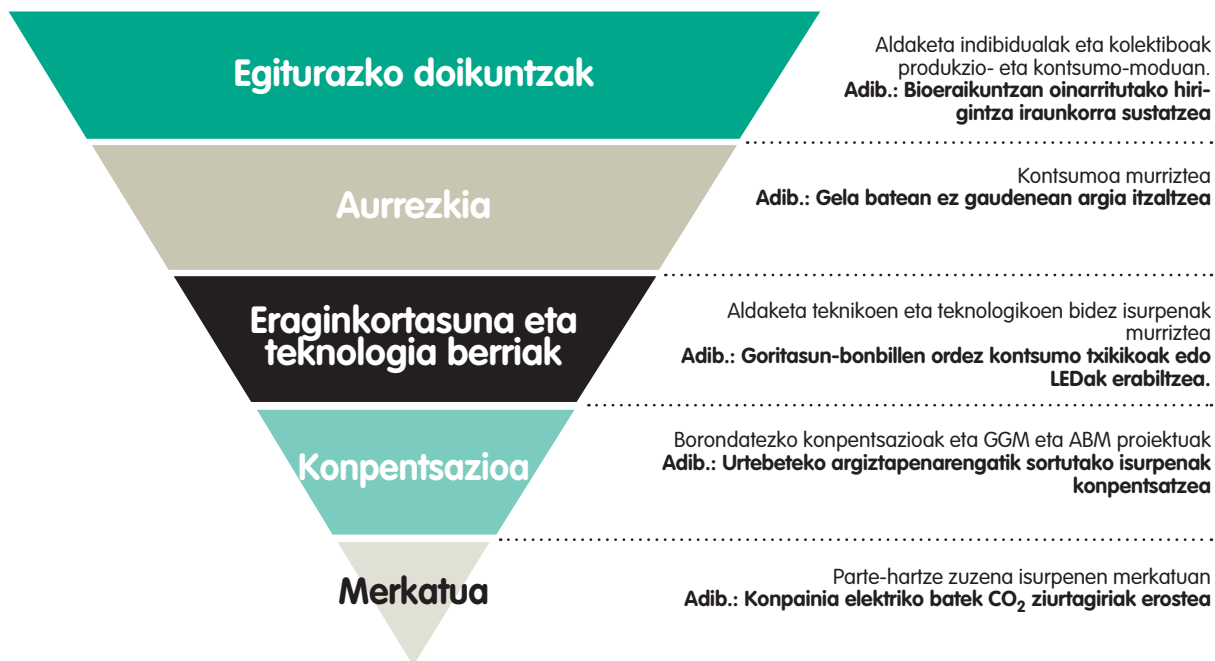 Egiturazko doikuntzak
Aldaketa indibidualak eta kolektiboak
produkzio- eta kontsumo-moduan.
Adib.: Bioeraikuntzan oinarritutako hiri-
gintza iraunkorra sustatzea
Aurrezkia
Kontsumoa murriztea
Adib.: Gela batean ez gaudenean argia itzaltzea
Eraginkortasuna eta
teknologia berriak
Aldaketa teknikoen eta teknologikoen bidez isurpenak
murriztea
Adib.: Goritasun-bonbillen ordez kontsumo txikikoak edo
LEDak erabiltzea.
Konpentsazioa
Borondatezko konpentsazioak eta GGM eta ABM proiektuak
Adib.: Urtebeteko argiztapenarengatik sortutako isurpenak
konpentsatzea
Merkatua
Parte-hartze zuzena isurpenen merkatuan
Adib.: Konpainia elektriko batek CO₂ ziurtagiriak erostea